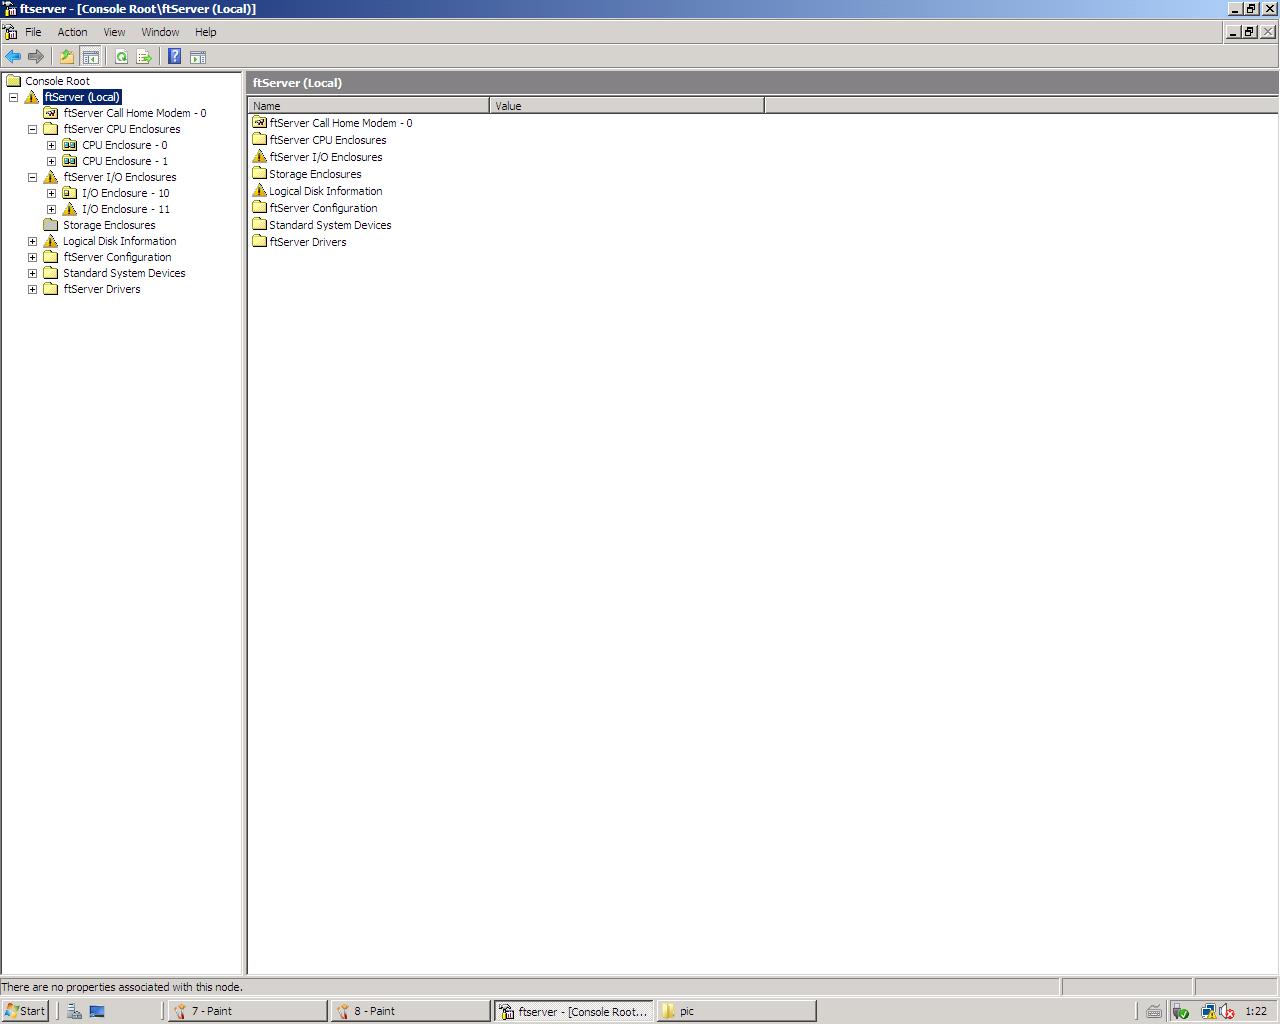 ftserver - [Console Root\ftServer (Local)]
File Action View Window Help
Console Root
ftServer (Local)
ftServer Call Home Modem - 0
ftServer CPU Enclosures
CPU Enclosure - 0
CPU Enclosure - 1
ftServer I/O Enclosures
I/O Enclosure - 10
I/O Enclosure - 11
Storage Enclosures
Logical Disk Information
ftServer Configuration
Standard System Devices
ftServer Drivers
ftServer (Local)
Name Value
ftServer Call Home Modem - 0
ftServer CPU Enclosures
ftServer I/O Enclosures
Storage Enclosures
Logical Disk Information
ftServer Configuration
Standard System Devices
ftServer Drivers
There are no properties associated with this node.
Start 7 - Paint 8 - Paint ftserver - [Console Root... pic 1:22